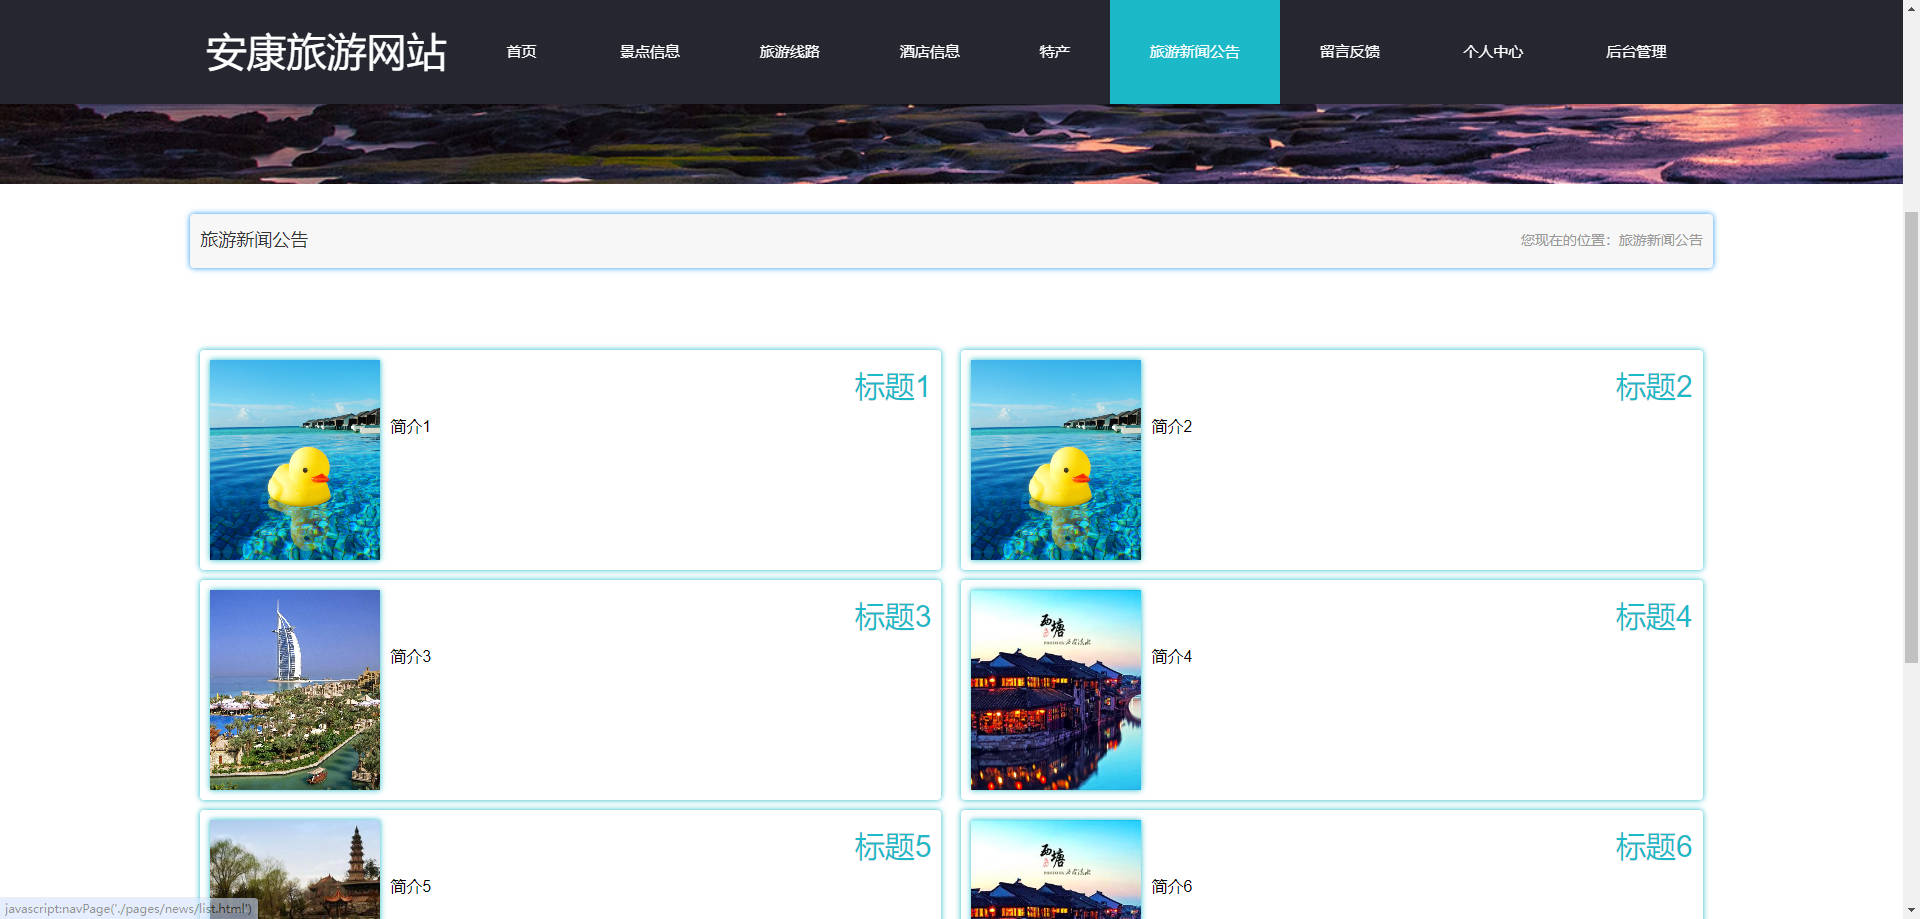 安康旅游网站
首页
景点信息
旅游线路
酒店信息
特产
旅游新闻公告
留言反馈
个人中心
后台管理
旅游新闻公告
您现在的位置：旅游新闻公告
标题1
简介1
标题2
简介2
标题3
简介3
西塘
标题4
简介4
标题5
简介5
西塘
标题6
简介6
javascript:navPage('./pages/news/list.html')